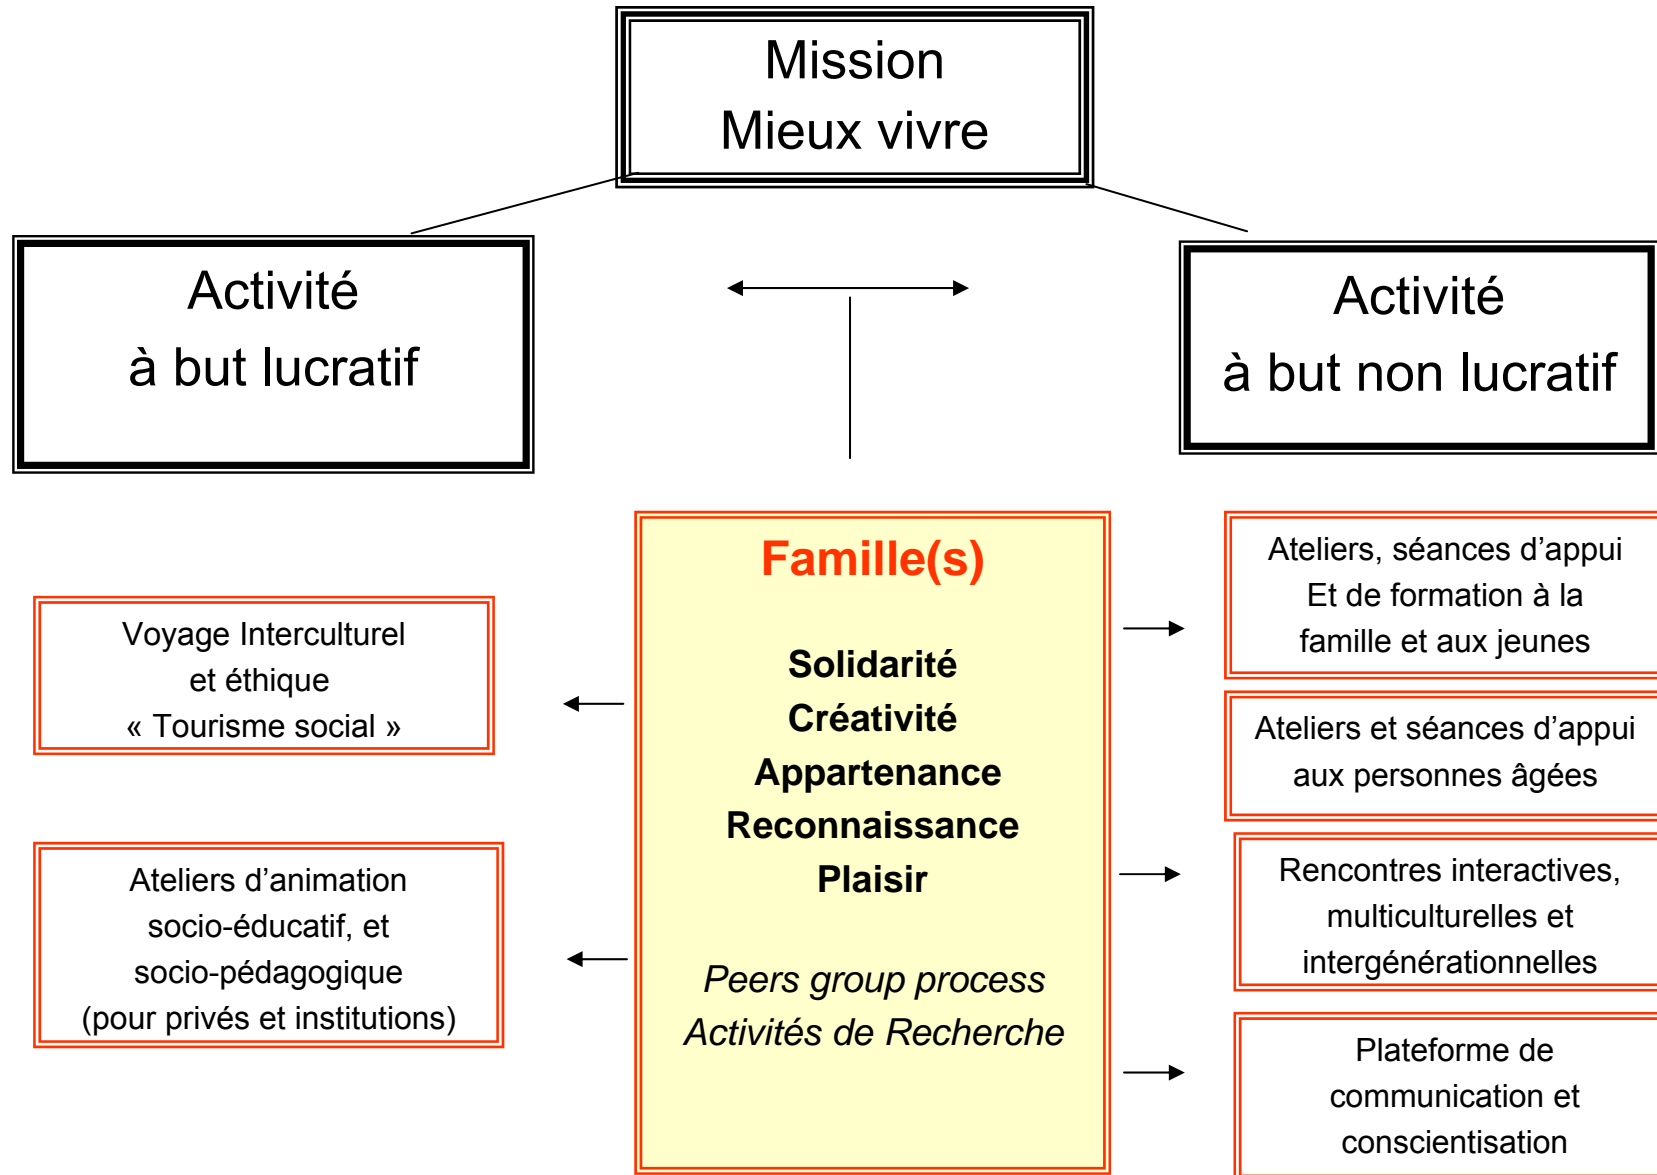 Mission
Mieux vivre
Activité
à but lucratif
Activité
à but non lucratif
Voyage Interculturel
et éthique
« Tourisme social »
Ateliers d’animation
socio-éducatif, et
socio-pédagogique
(pour privés et institutions)
Famille(s)
Solidarité
Créativité
Appartenance
Reconnaissance
Plaisir
Peers group process
Activités de Recherche
Ateliers, séances d’appui
Et de formation à la
famille et aux jeunes
Ateliers et séances d’appui
aux personnes âgées
Rencontres interactives,
multiculturelles et
intergénérationnelles
Plateforme de
communication et
conscientisation